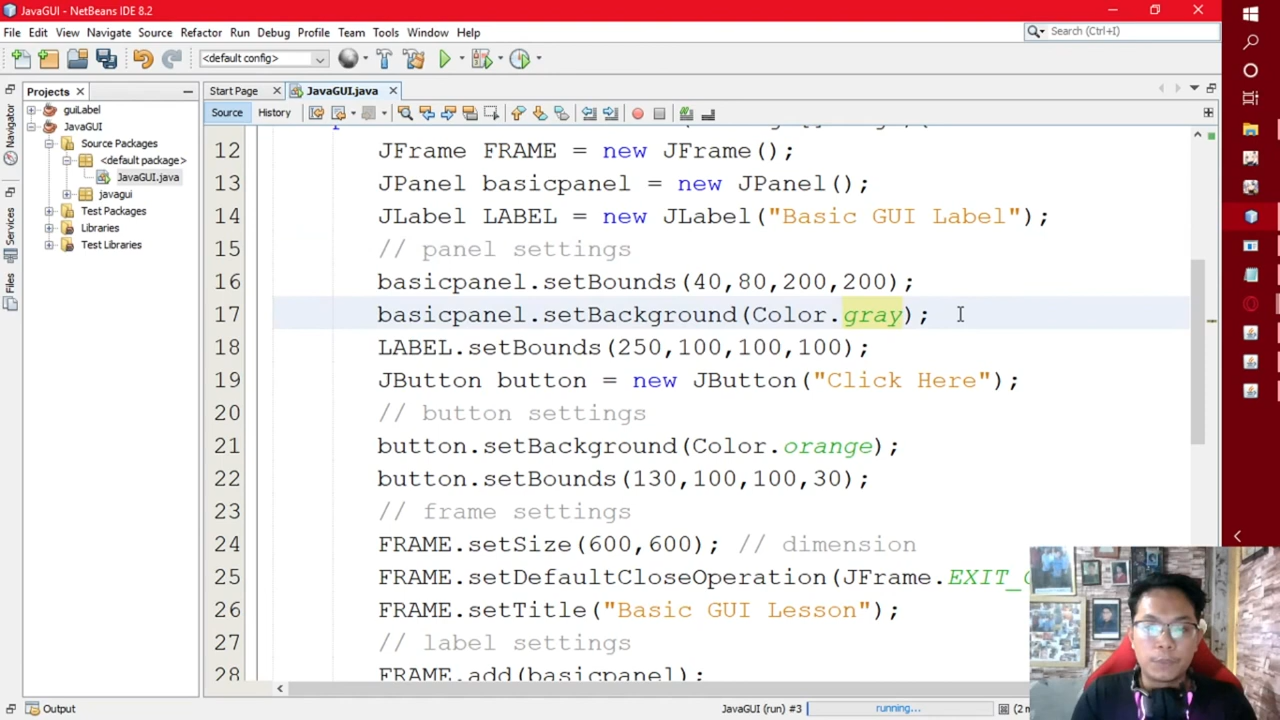 JavaGUI - NetBeans IDE 8.2
File Edit View Navigate Source Refactor Run Debug Profile Team Tools Window Help
Search (Ctrl+I)
<default config>
Projects
Start Page
JavaGUI.java
Source
History
Navigator
Services
Files
guiLabel
JavaGUI
Source Packages
<default package>
JavaGUI.java
javagui
Test Packages
Libraries
Test Libraries
12 JFrame FRAME = new JFrame();
13 JPanel basicpanel = new JPanel();
14 JLabel LABEL = new JLabel("Basic GUI Label");
15 // panel settings
16 basicpanel.setBounds(40,80,200,200);
17 basicpanel.setBackground(Color.gray);
18 LABEL.setBounds(250,100,100,100);
19 JButton button = new JButton("Click Here");
20 // button settings
21 button.setBackground(Color.orange);
22 button.setBounds(130,100,100,30);
23 // frame settings
24 FRAME.setSize(600,600); // dimension
25 FRAME.setDefaultCloseOperation(JFrame.EXIT_
26 FRAME.setTitle("Basic GUI Lesson");
27 // label settings
28 FRAME.add(basicpanel);
Output
JavaGUI (run) #3
running...
(2 m